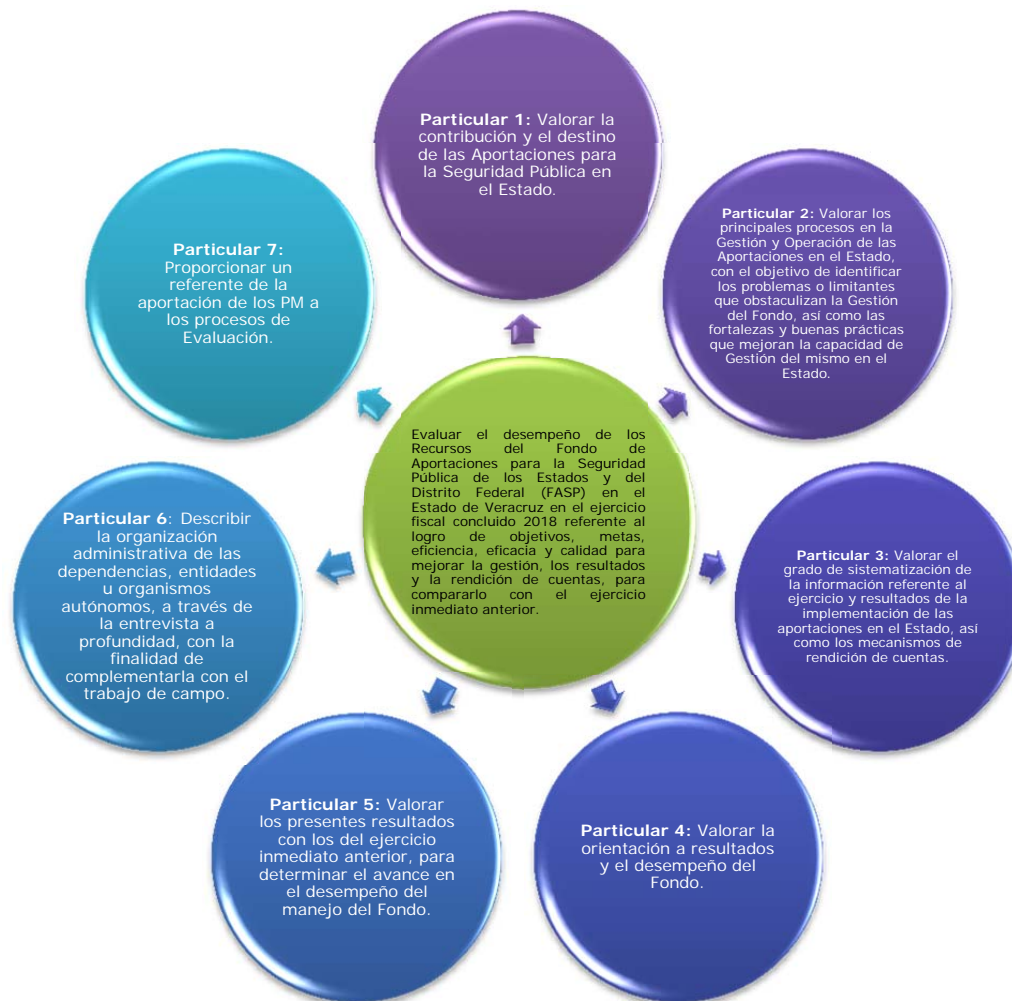 Particular 1: Valorar la
contribución y el destino
de las Aportaciones para
la Seguridad Pública en
el Estado.
Particular 2: Valorar los
principales procesos en la
Gestión y Operación de las
Aportaciones en el Estado,
con el objetivo de identificar
los problemas o limitantes
que obstaculizan la Gestión
del Fondo, así como las
fortalezas y buenas prácticas
que mejoran la capacidad de
Gestión del mismo en el
Estado.
Particular 3: Valorar el
grado de sistematización de
la información referente al
ejercicio y resultados de la
implementación de las
aportaciones en el Estado, así
como los mecanismos de
rendición de cuentas.
Particular 4: Valorar la
orientación a resultados
y el desempeño del
Fondo.
Particular 5: Valorar
los presentes resultados
con los del ejercicio
inmediato anterior, para
determinar el avance en
el desempeño del
manejo del Fondo.
Particular 6: Describir
la organización
administrativa de las
dependencias, entidades
u organismos
autónomos, a través de
la entrevista a
profundidad, con la
finalidad de
complementarla con el
trabajo de campo.
Particular 7:
Proporcionar un
referente de la
aportación de los PM a
los procesos de
Evaluación.
Evaluar el desempeño de los
Recursos del Fondo de
Aportaciones para la Seguridad
Pública de los Estados y del
Distrito Federal (FASP) en el
Estado de Veracruz en el ejercicio
fiscal concluido 2018 referente al
logro de objetivos, metas,
eficiencia, eficacia y calidad para
mejorar la gestión, los resultados
y la rendición de cuentas, para
compararlo con el ejercicio
inmediato anterior.